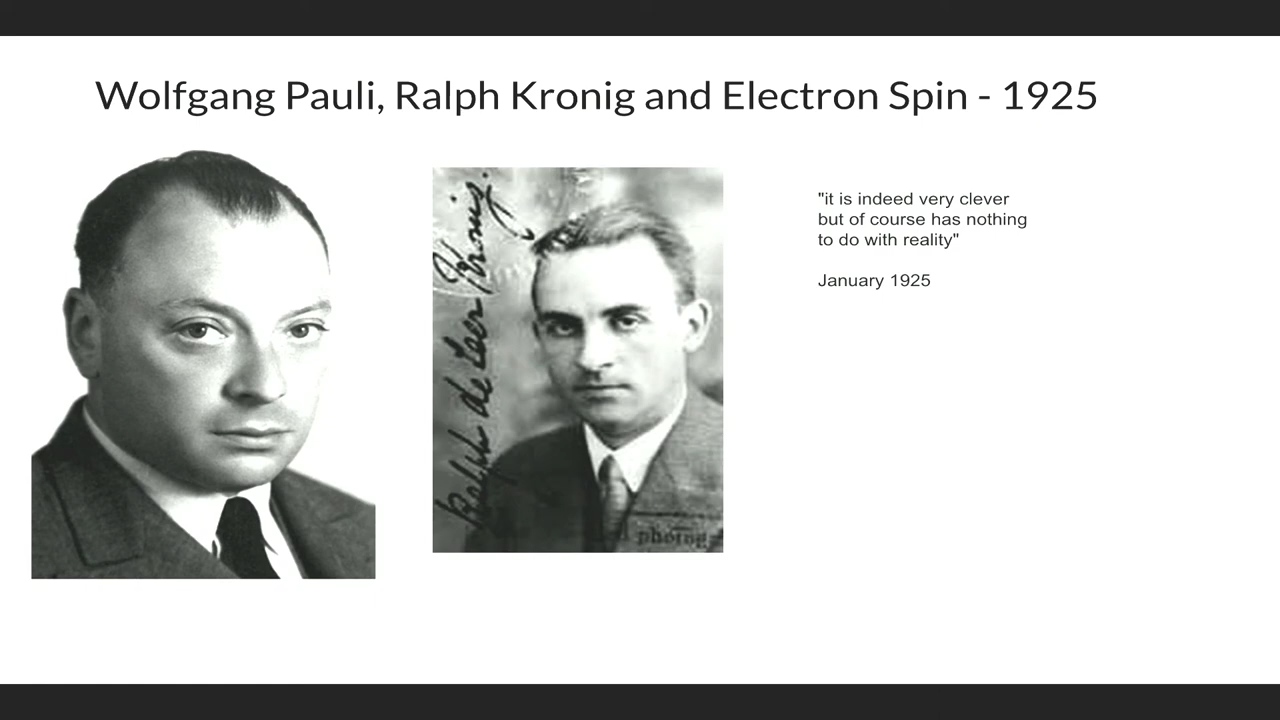 Wolfgang Pauli, Ralph Kronig and Electron Spin - 1925
Ralph de Laer Kronig.
"it is indeed very clever
but of course has nothing
to do with reality"
January 1925